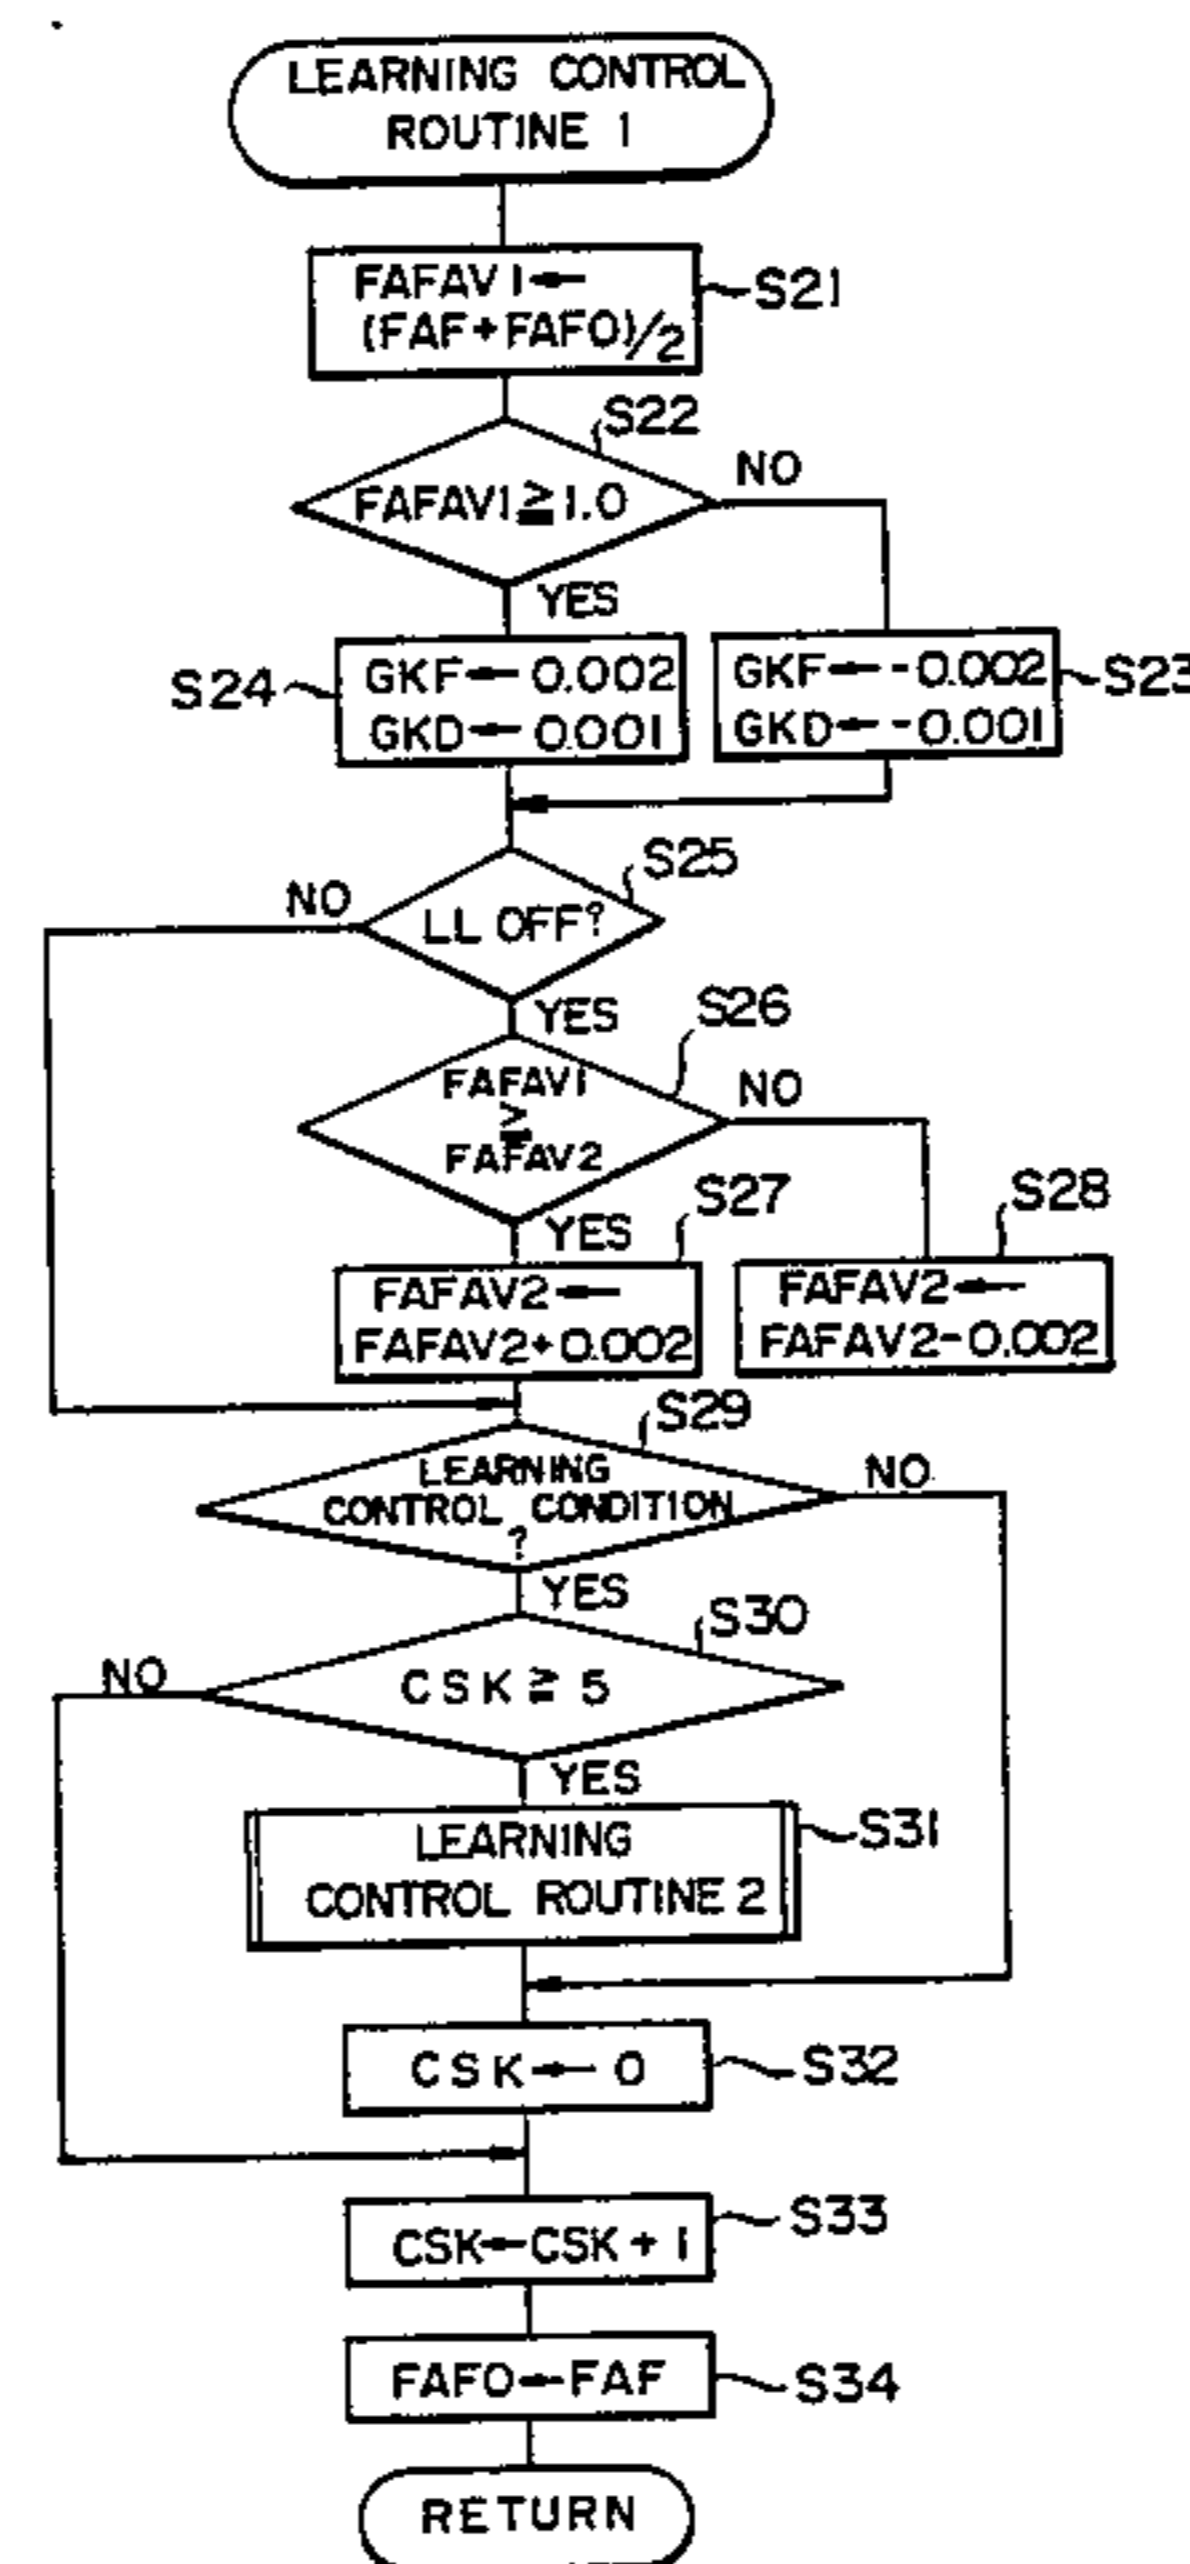 LEARNING CONTROL
ROUTINE 1
FAFAV1←
(FAF+FAFO)/2
S21
S22
FAFAV1≧1.0
NO
YES
S24
GKF←0.002
GKD←0.001
GKF←-0.002
GKD←-0.001
S23
S25
NO
LL OFF?
YES
S26
FAFAV1
≧
FAFAV2
NO
YES
S27
FAFAV2←
FAFAV2+0.002
S28
FAFAV2←
FAFAV2-0.002
S29
LEARNING
CONTROL CONDITION
?
NO
YES
S30
NO
CSK ≧ 5
YES
LEARNING
CONTROL ROUTINE 2
S31
CSK←0
S32
CSK←CSK+1
S33
FAFO←FAF
S34
RETURN